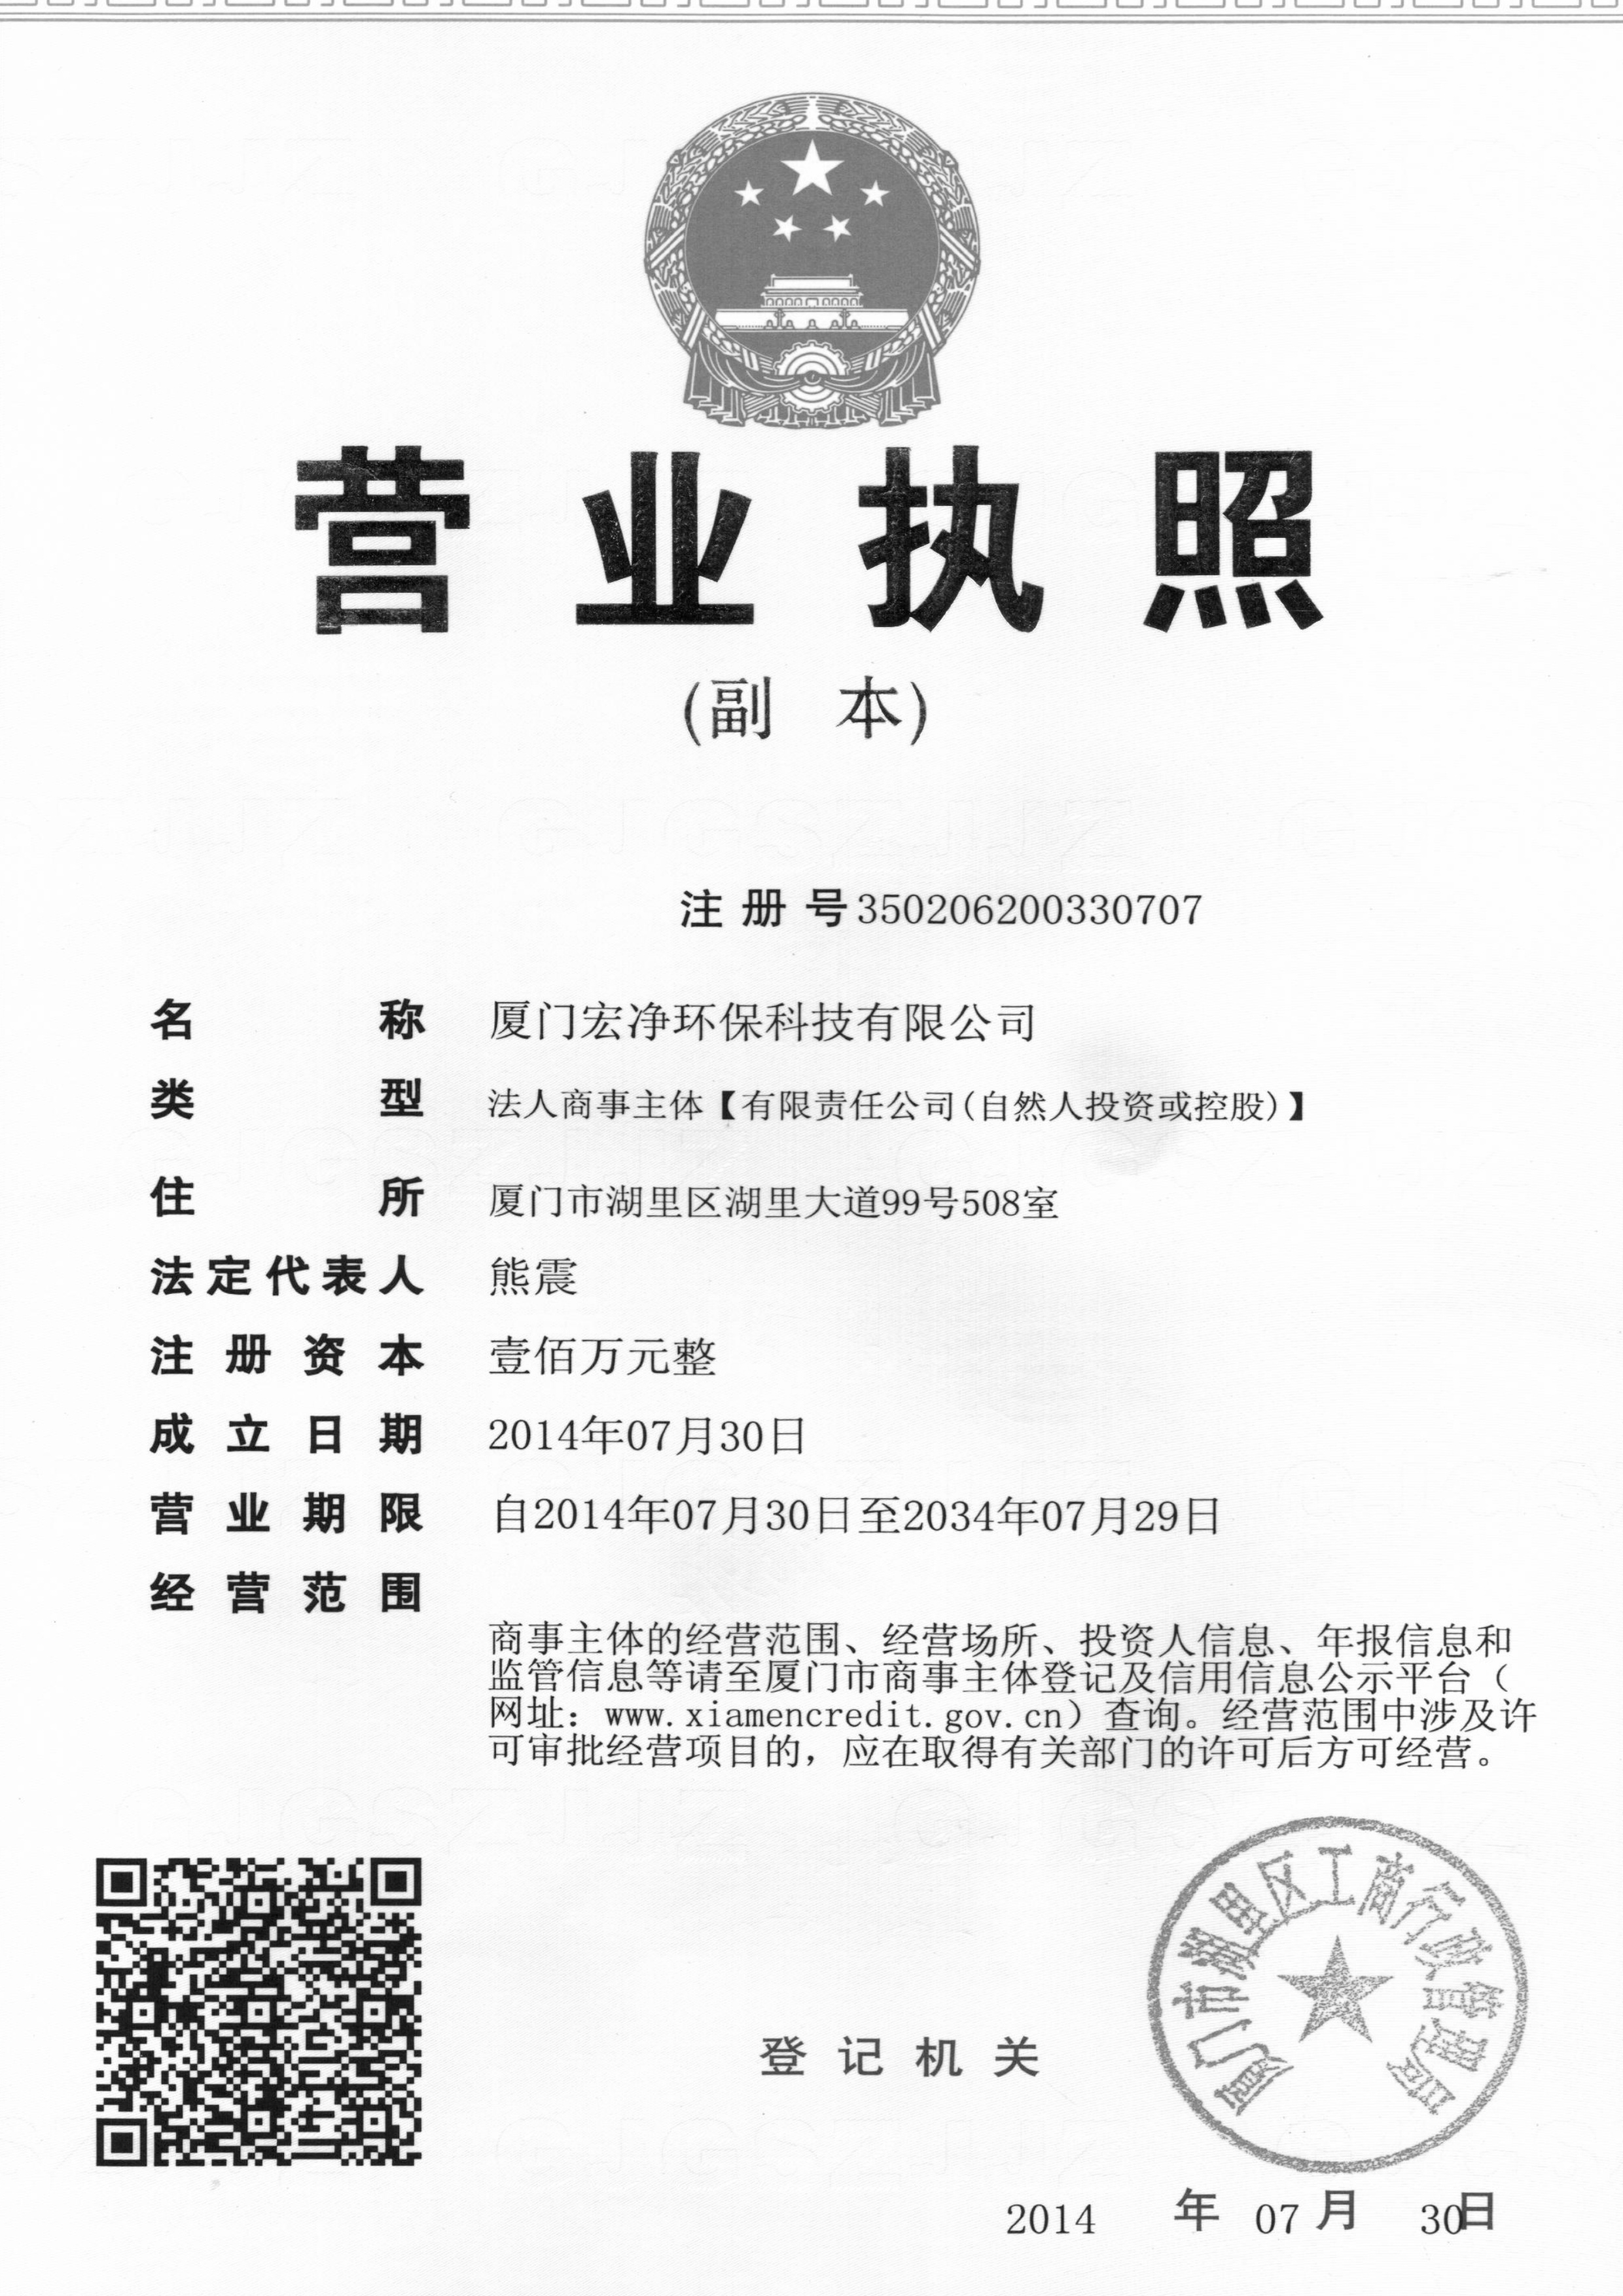 营业执照
(副 本)
注册号350206200330707
名称 厦门宏净环保科技有限公司
类型 法人商事主体【有限责任公司(自然人投资或控股)】
住所 厦门市湖里区湖里大道99号508室
法定代表人 熊震
注册资本 壹佰万元整
成立日期 2014年07月30日
营业期限 自2014年07月30日至2034年07月29日
经营范围
商事主体的经营范围、经营场所、投资人信息、年报信息和
监管信息等请至厦门市商事主体登记及信用信息公示平台（
网址：www.xiamencredit.gov.cn）查询。经营范围中涉及许
可审批经营项目的，应在取得有关部门的许可后方可经营。
厦门市湖里区工商行政管理局
登记机关
2014 年 07 月 30日